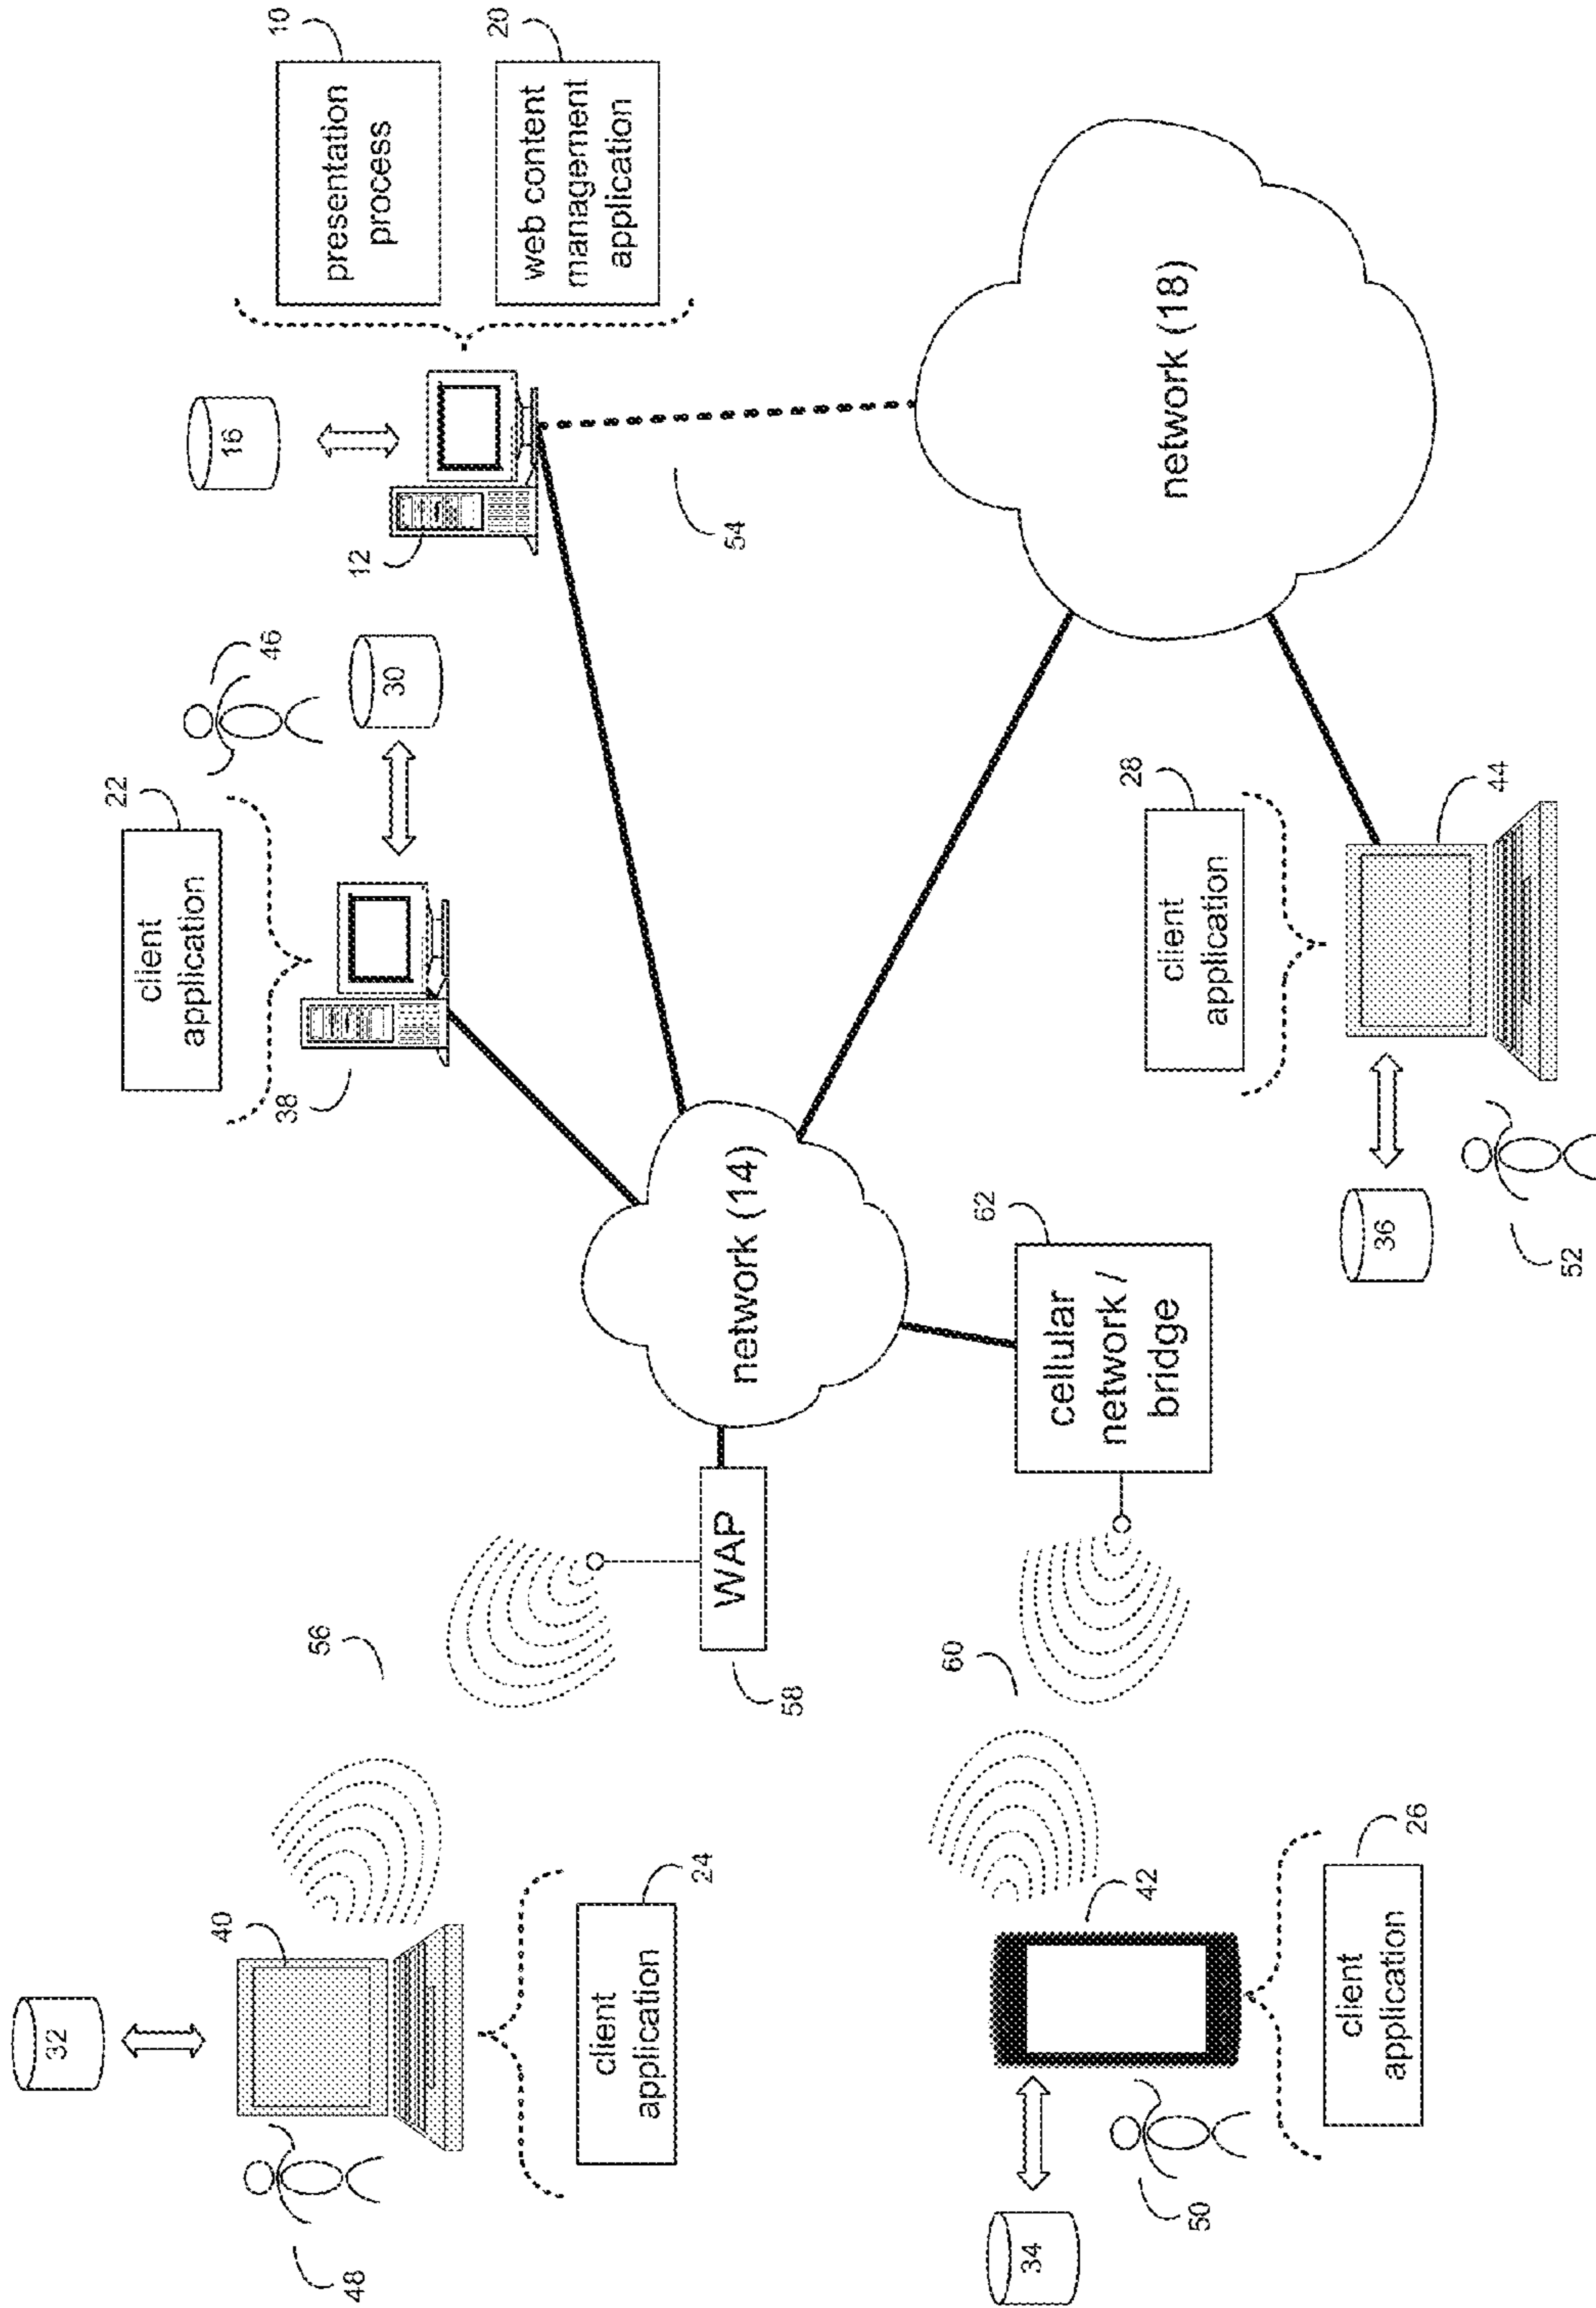 32
22
client
application
16
40
46
10
presentation
process
38
48
56
12
30
20
web content
management
application
24
client
application
54
WAP
network (14)
58
60
62
cellular
network /
bridge
34
42
28
client
application
network (18)
50
36
26
client
application
44
52